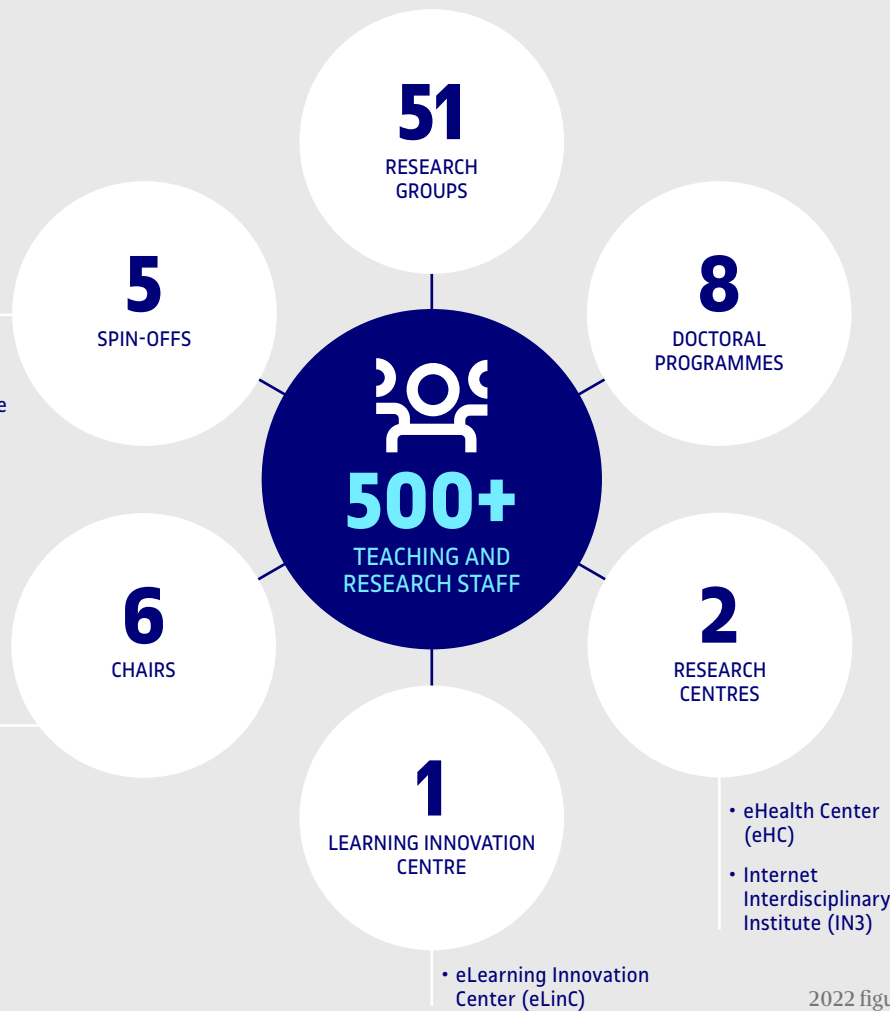 51
RESEARCH
GROUPS
5
SPIN-OFFS
8
DOCTORAL
PROGRAMMES
500+
TEACHING AND
RESEARCH STAFF
6
CHAIRS
2
RESEARCH
CENTRES
1
LEARNING INNOVATION
CENTRE
• eHealth Center
(eHC)
• Internet
Interdisciplinary
Institute (IN3)
• eLearning Innovation
Center (eLinC)
2022